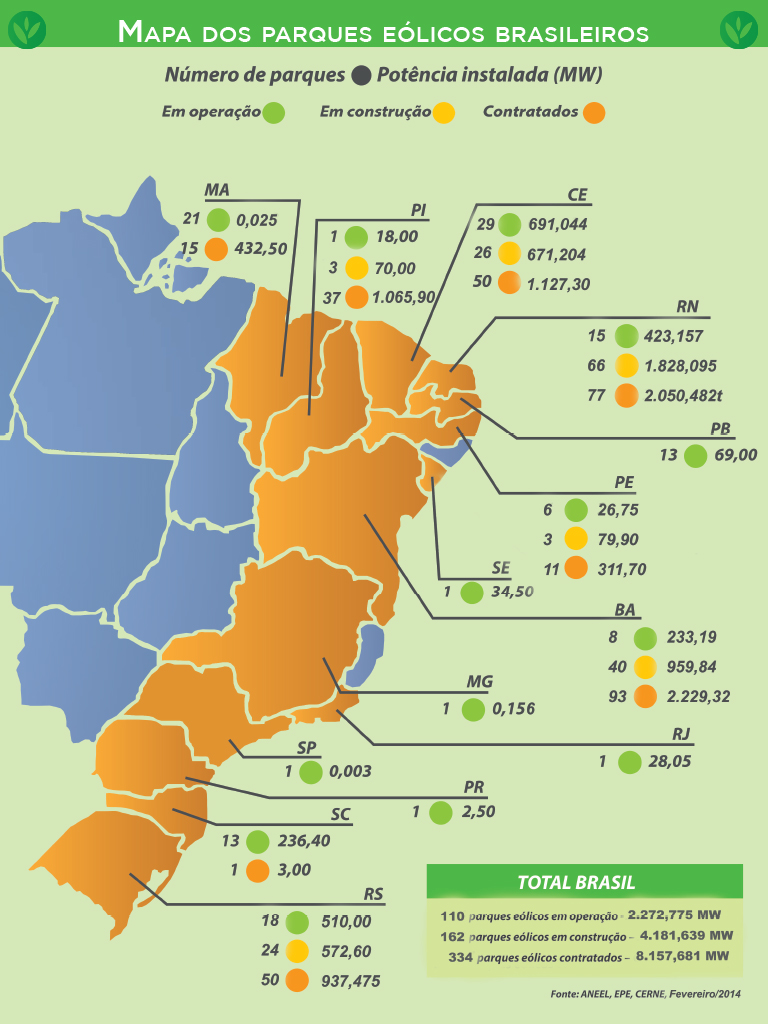 MAPA DOS PARQUES EÓLICOS BRASILEIROS
Número de parques Potência instalada (MW)
Em operação Em construção Contratados
MA
21 0,025
15 432,50
PI
1 18,00
3 70,00
37 1.065,90
CE
29 691,044
26 671,204
50 1.127,30
RN
15 423,157
66 1.828,095
77 2.050,482t
PB
13 69,00
PE
6 26,75
3 79,90
11 311,70
SE
1 34,50
BA
8 233,19
40 959,84
93 2.229,32
MG
1 0,156
RJ
1 28,05
SP
1 0,003
PR
1 2,50
SC
13 236,40
1 3,00
RS
18 510,00
24 572,60
50 937,475
TOTAL BRASIL
110 parques eólicos em operação - 2.272,775 MW
162 parques eólicos em construção - 4.181,639 MW
334 parques eólicos contratados - 8.157,681 MW
Fonte: ANEEL, EPE, CERNE, Fevereiro/2014